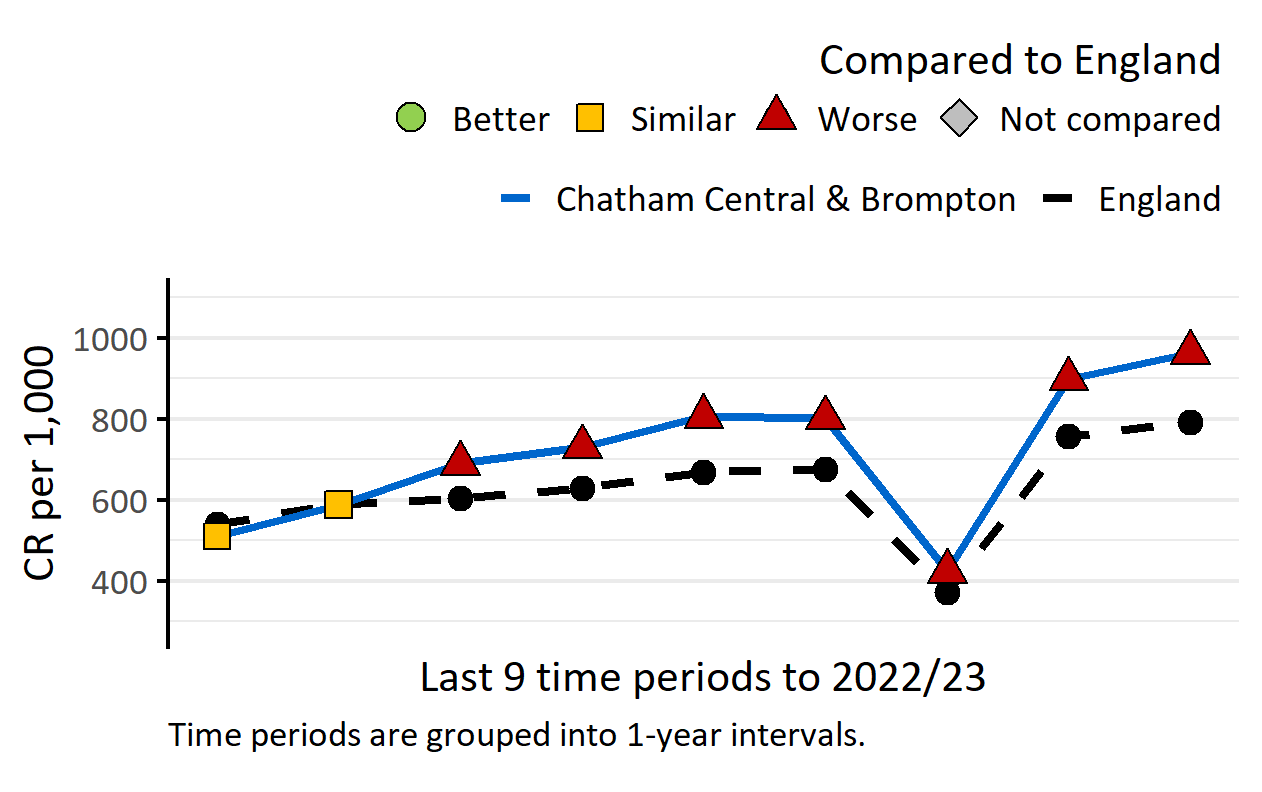 Compared to England
Better Similar Worse Not compared
Chatham Central & Brompton England
1000
800
600
400
CR per 1,000
Last 9 time periods to 2022/23
Time periods are grouped into 1-year intervals.